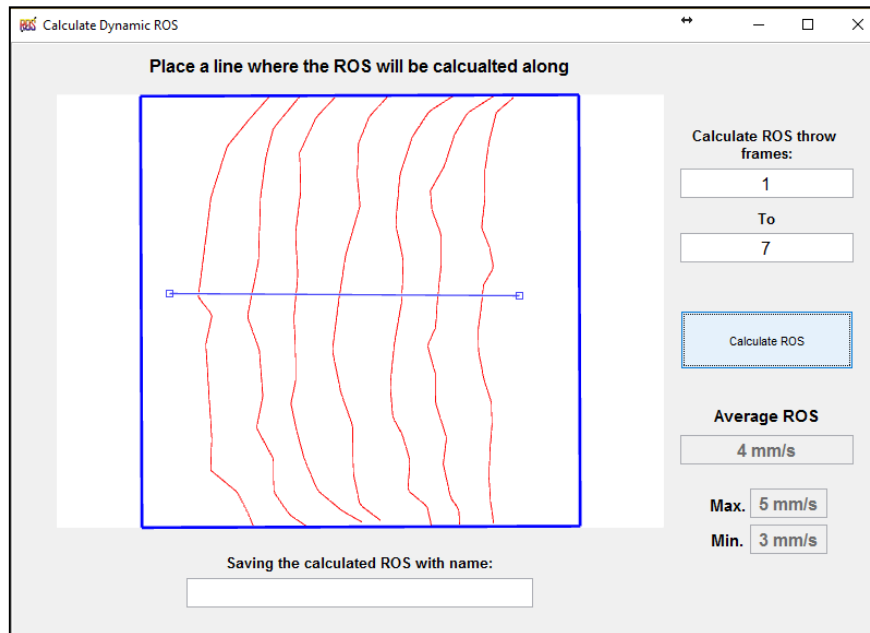 Calculate Dynamic ROS
Place a line where the ROS will be calcualted along
Calculate ROS throw
frames:
1
To
7
Calculate ROS
Average ROS
4 mm/s
Max. 5 mm/s
Min. 3 mm/s
Saving the calculated ROS with name: